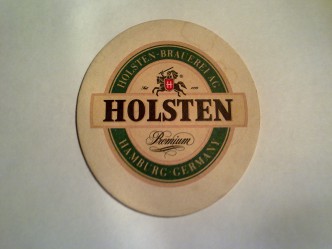 HOLSTEN-BRAUEREI AG
HOLSTEN
Premium
HAMBURG-GERMANY